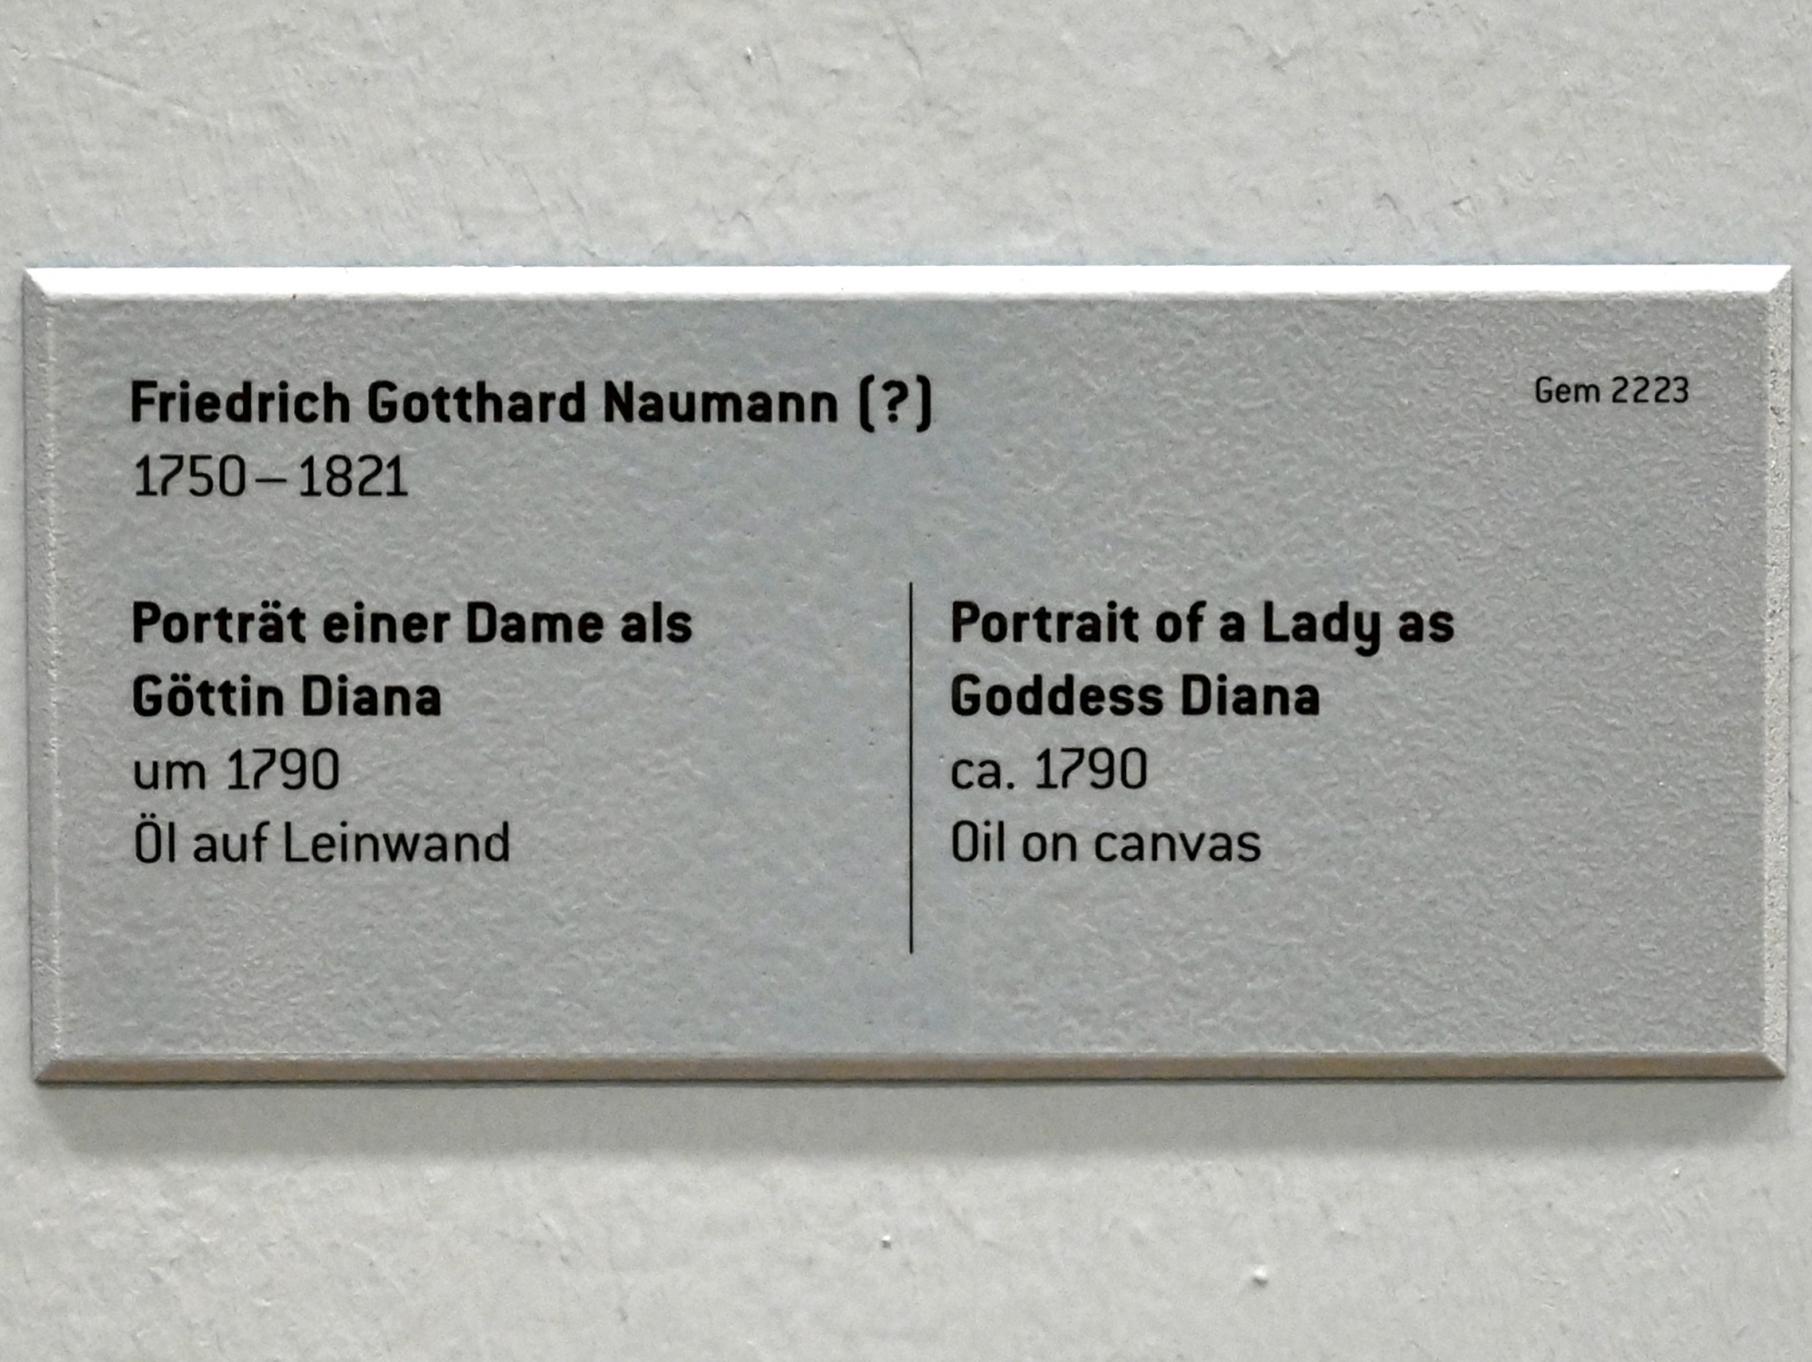 Friedrich Gotthard Naumann (?)
Gem 2223
1750 – 1821
Porträt einer Dame als
Göttin Diana
um 1790
Öl auf Leinwand
Portrait of a Lady as
Goddess Diana
ca. 1790
Oil on canvas